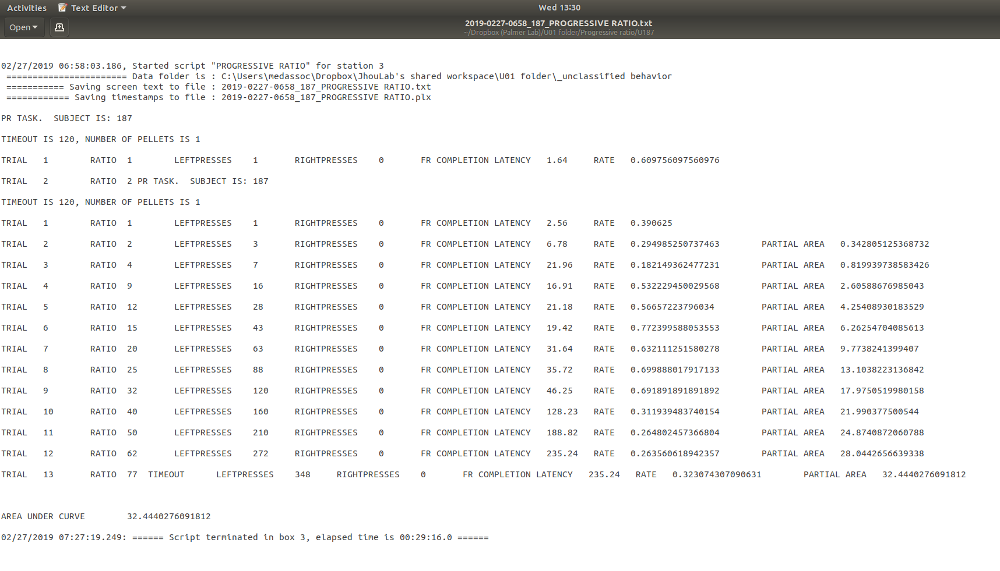 Activities Text Editor Wed 13:30
Open 2019-0227-0658_187_PROGRESSIVE RATIO.txt
~/Dropbox (Palmer Lab)/U01 folder/Progressive ratio/U187
02/27/2019 06:58:03.186, Started script "PROGRESSIVE RATIO" for station 3
======================= Data folder is : C:\Users\medassoc\Dropbox\JhouLab's shared workspace\U01 folder\_unclassified behavior
=========== Saving screen text to file : 2019-0227-0658_187_PROGRESSIVE RATIO.txt
============ Saving timestamps to file : 2019-0227-0658_187_PROGRESSIVE RATIO.plx
PR TASK.  SUBJECT IS: 187
TIMEOUT IS 120, NUMBER OF PELLETS IS 1
TRIAL 1 RATIO 1 LEFTPRESSES 1 RIGHTPRESSES 0 FR COMPLETION LATENCY 1.64 RATE 0.609756097560976
TRIAL 2 RATIO 2 PR TASK.  SUBJECT IS: 187
TIMEOUT IS 120, NUMBER OF PELLETS IS 1
TRIAL 1 RATIO 1 LEFTPRESSES 1 RIGHTPRESSES 0 FR COMPLETION LATENCY 2.56 RATE 0.390625
TRIAL 2 RATIO 2 LEFTPRESSES 3 RIGHTPRESSES 0 FR COMPLETION LATENCY 6.78 RATE 0.294985250737463 PARTIAL AREA 0.342805125368732
TRIAL 3 RATIO 4 LEFTPRESSES 7 RIGHTPRESSES 0 FR COMPLETION LATENCY 21.96 RATE 0.182149362477231 PARTIAL AREA 0.819939738583426
TRIAL 4 RATIO 9 LEFTPRESSES 16 RIGHTPRESSES 0 FR COMPLETION LATENCY 16.91 RATE 0.532229450029568 PARTIAL AREA 2.60588676985043
TRIAL 5 RATIO 12 LEFTPRESSES 28 RIGHTPRESSES 0 FR COMPLETION LATENCY 21.18 RATE 0.56657223796034 PARTIAL AREA 4.25408930183529
TRIAL 6 RATIO 15 LEFTPRESSES 43 RIGHTPRESSES 0 FR COMPLETION LATENCY 19.42 RATE 0.772399588053553 PARTIAL AREA 6.26254704085613
TRIAL 7 RATIO 20 LEFTPRESSES 63 RIGHTPRESSES 0 FR COMPLETION LATENCY 31.64 RATE 0.632111251580278 PARTIAL AREA 9.7738241399407
TRIAL 8 RATIO 25 LEFTPRESSES 88 RIGHTPRESSES 0 FR COMPLETION LATENCY 35.72 RATE 0.699888017917133 PARTIAL AREA 13.1038223136842
TRIAL 9 RATIO 32 LEFTPRESSES 120 RIGHTPRESSES 0 FR COMPLETION LATENCY 46.25 RATE 0.691891891891892 PARTIAL AREA 17.9750519980158
TRIAL 10 RATIO 40 LEFTPRESSES 160 RIGHTPRESSES 0 FR COMPLETION LATENCY 128.23 RATE 0.311939483740154 PARTIAL AREA 21.990377500544
TRIAL 11 RATIO 50 LEFTPRESSES 210 RIGHTPRESSES 0 FR COMPLETION LATENCY 188.82 RATE 0.264802457366804 PARTIAL AREA 24.8740872060788
TRIAL 12 RATIO 62 LEFTPRESSES 272 RIGHTPRESSES 0 FR COMPLETION LATENCY 235.24 RATE 0.263560618942357 PARTIAL AREA 28.0442656639338
TRIAL 13 RATIO 77 TIMEOUT LEFTPRESSES 348 RIGHTPRESSES 0 FR COMPLETION LATENCY 235.24 RATE 0.323074307090631 PARTIAL AREA 32.4440276091812
AREA UNDER CURVE 32.4440276091812
02/27/2019 07:27:19.249: ====== Script terminated in box 3, elapsed time is 00:29:16.0 ======